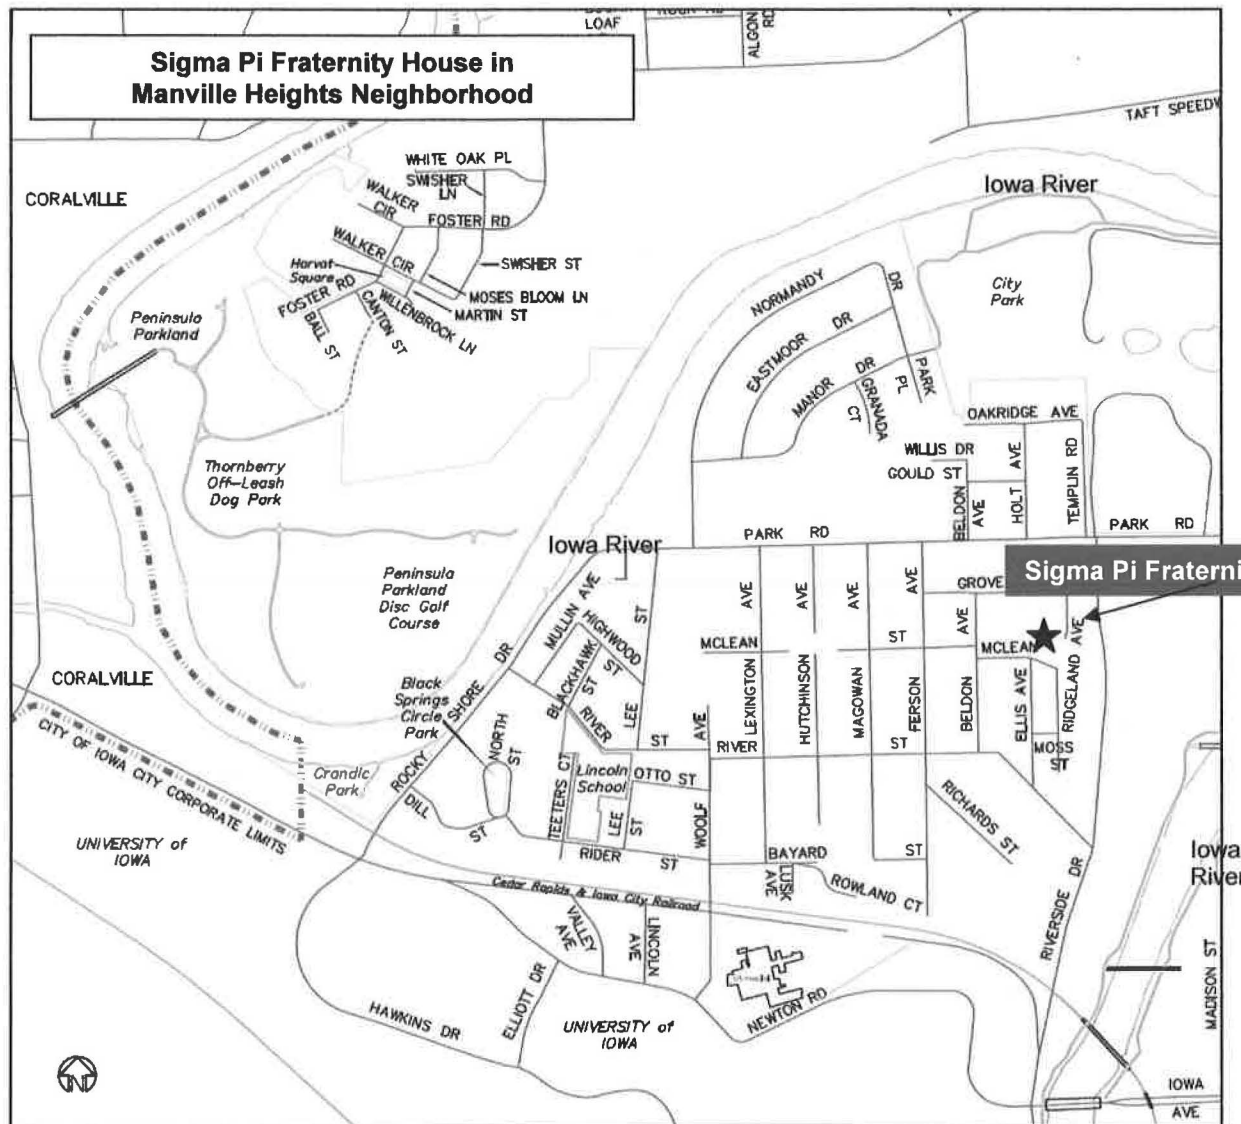 LOAF
ROCK RD
ALGON
RD
Sigma Pi Fraternity House in
Manville Heights Neighborhood
TAFT SPEEDW
WHITE OAK PL
CORALVILLE
SWISHER
LN
WALKER
CIR
FOSTER RD
Iowa River
WALKER CIR
SWISHER ST
Harvat
Square
MOSES BLOOM LN
MARTIN ST
FOSTER RD
BALL ST
CANTON ST
WILLENBROCK LN
Peninsula
Parkland
NORMANDY
DR
City
Park
EASTMOOR DR
MANOR DR
GRANADA
CT
PARK
PL
OAKRIDGE AVE
WILLIS DR
GOULD ST
BELDON
AVE
HOLT AVE
TEMPLIN RD
Thornberry
Off-Leash
Dog Park
PARK RD
PARK RD
Iowa River
Sigma Pi Fraterni
GROVE
Peninsula
Parkland
Disc Golf
Course
MULLIN AVE
HIGHWOOD
ST
BLACKHAWK
ST
LEE ST
MCLEAN
ST
MCLEAN
LEXINGTON AVE
HUTCHINSON AVE
MAGOWAN AVE
FERSON AVE
BELDON AVE
ELLIS AVE
RIDGELAND AVE
CORALVILLE
Black
Springs
Circle
Park
ROCKY SHORE DR
NORTH
ST
RIVER
ST
RIVER
ST
MOSS
ST
CITY OF IOWA CITY CORPORATE LIMITS
Crandic
Park
DILL
ST
TEETERS CT
Lincoln
School
OTTO ST
LEE ST
WOOLF AVE
RICHARDS ST
UNIVERSITY of
IOWA
RIDER ST
BAYARD ST
LUSK
AVE
ROWLAND CT
Iowa
River
Cedar Rapids & Iowa City Railroad
VALLEY
AVE
LINCOLN
AVE
RIVERSIDE DR
MADISON ST
HAWKINS DR
ELLIOTT DR
UNIVERSITY of
IOWA
NEWTON RD
N
IOWA
AVE